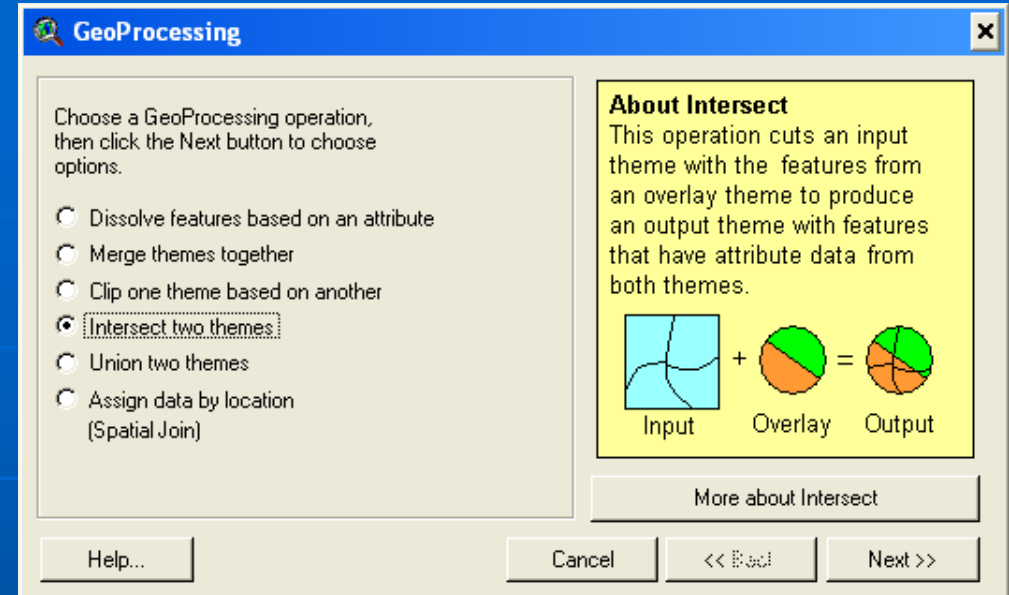 GeoProcessing
Choose a GeoProcessing operation,
then click the Next button to choose
options.
Dissolve features based on an attribute
Merge themes together
Clip one theme based on another
Intersect two themes
Union two themes
Assign data by location
(Spatial Join)
About Intersect
This operation cuts an input
theme with the features from
an overlay theme to produce
an output theme with features
that have attribute data from
both themes.
+ =
Input Overlay Output
More about Intersect
Help... Cancel << Back Next >>